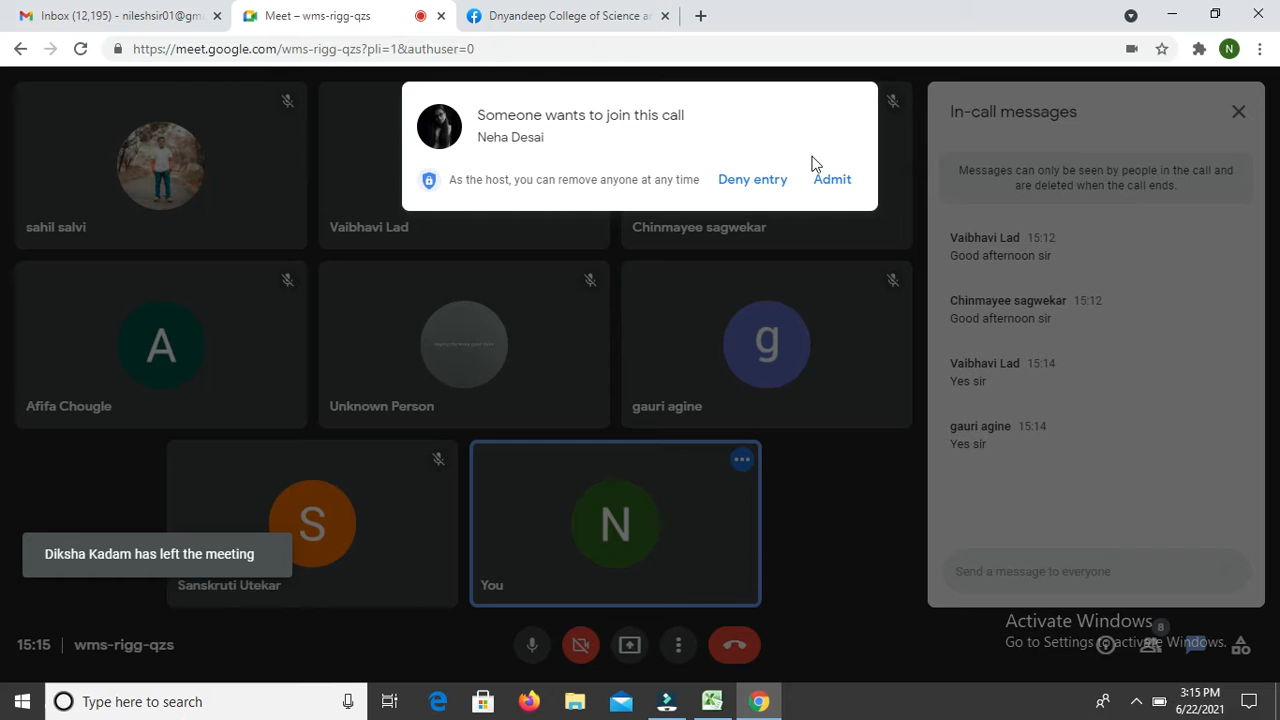 Inbox (12,195) - nileshsir01@gm
Meet – wms-rigg-qzs
Dnyandeep College of Science a
https://meet.google.com/wms-rigg-qzs?pli=1&authuser=0
N
Someone wants to join this call
Neha Desai
As the host, you can remove anyone at any time
Deny entry
Admit
sahil salvi
Vaibhavi Lad
Chinmayee sagwekar
A
g
Afifa Chougle
Unknown Person
gauri agine
S
N
Diksha Kadam has left the meeting
Sanskruti Utekar
You
In-call messages
Messages can only be seen by people in the call and
are deleted when the call ends.
Vaibhavi Lad 15:12
Good afternoon sir
Chinmayee sagwekar 15:12
Good afternoon sir
Vaibhavi Lad 15:14
Yes sir
gauri agine 15:14
Yes sir
Send a message to everyone
Activate Windows
Go to Settings to activate Windows.
8
15:15 | wms-rigg-qzs
Type here to search
3:15 PM
6/22/2021